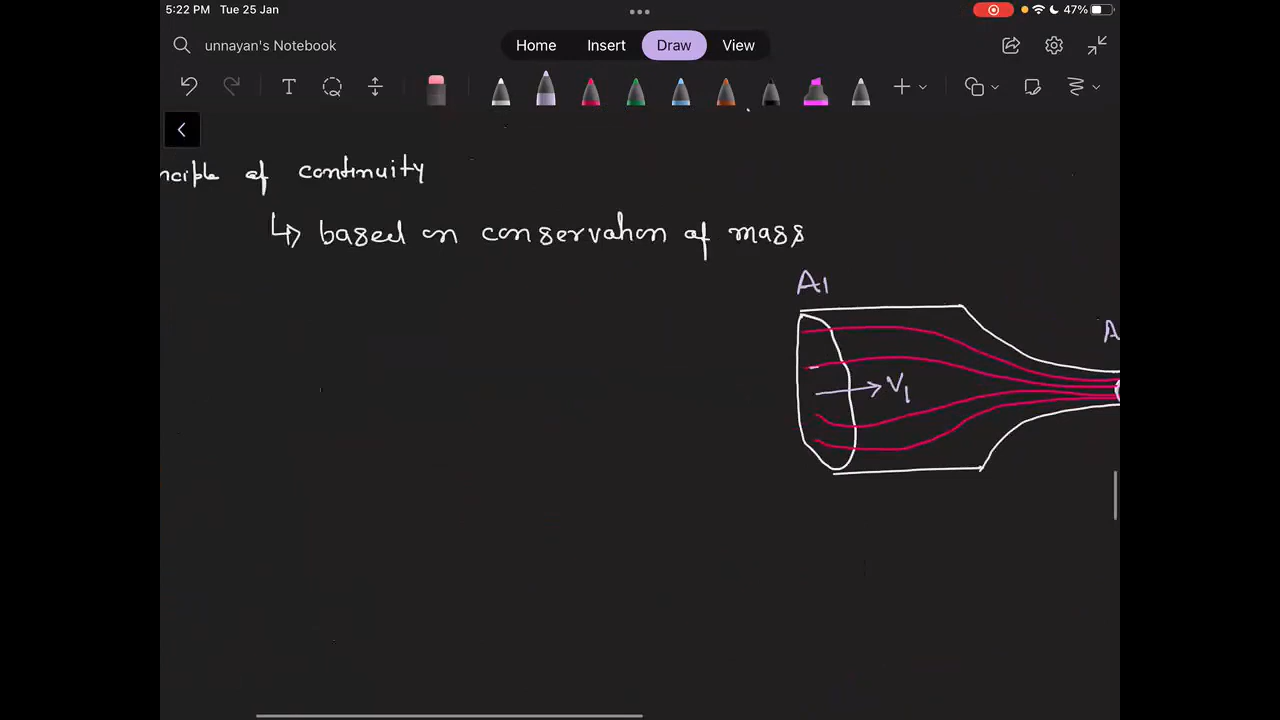 5:22 PM Tue 25 Jan
47%
unnayan's Notebook
Home Insert Draw View
nciple of continuity
↳ based on conservation of mass
A1
A
V1